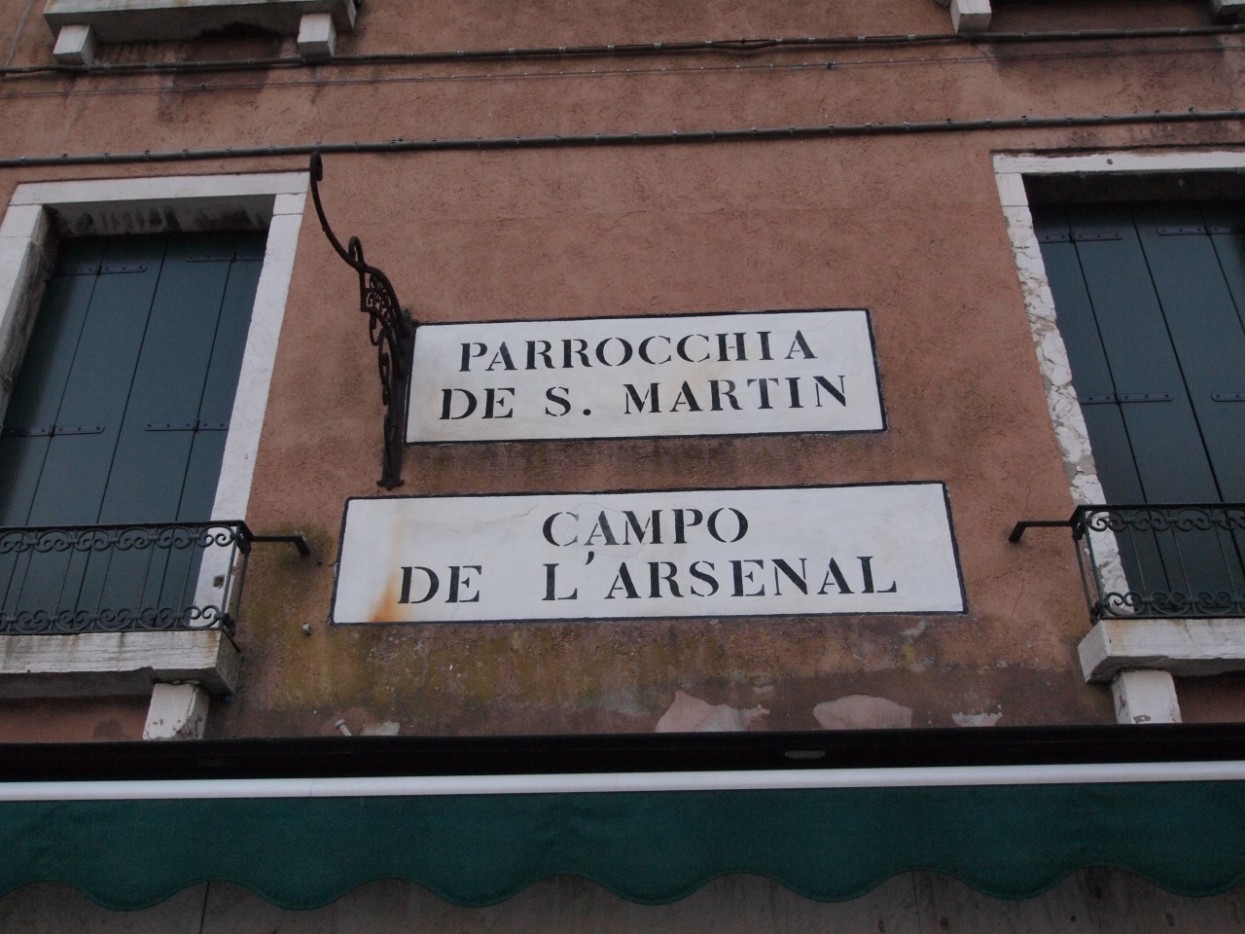 PARROCCHIA
DE S. MARTIN
CAMPO
DE L'ARSENAL